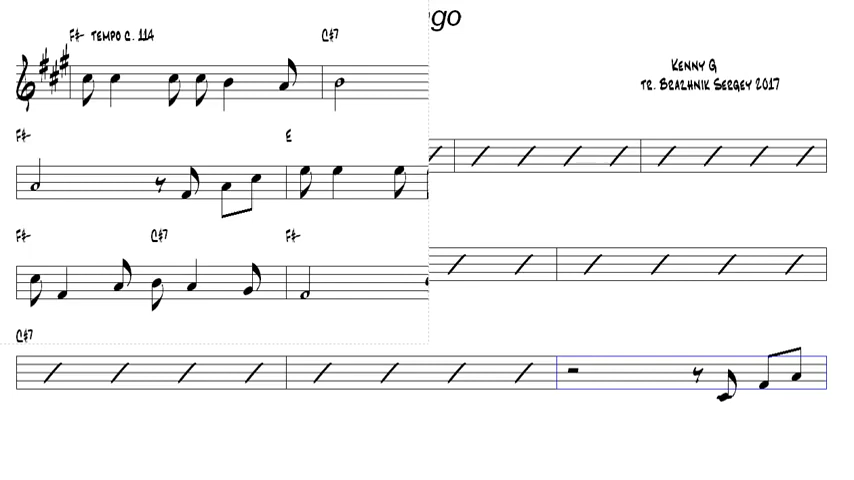 go
Kenny G
tr. Brazhnik Sergey 2017
F# Tempo c. 114 C#7
F# E
F# C#7 F#
C#7